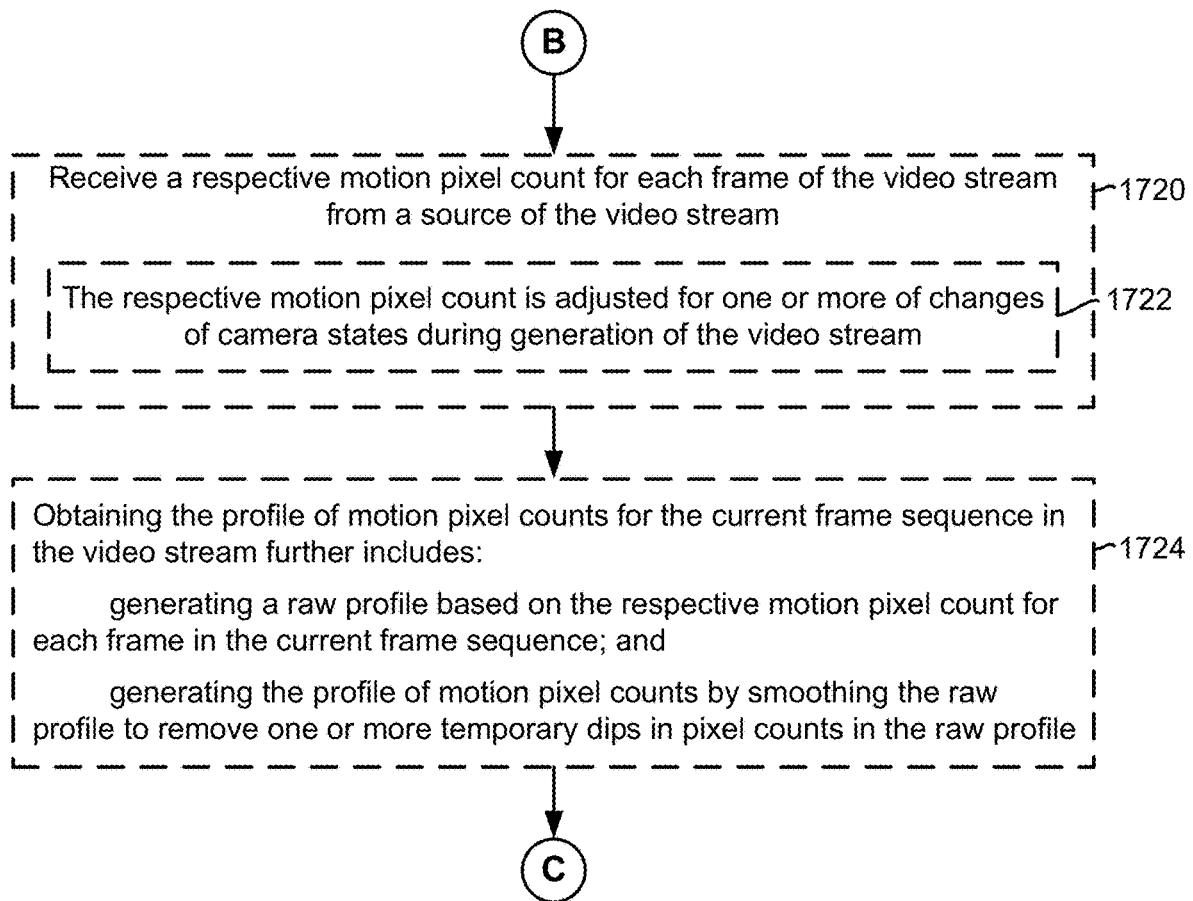 B
Receive a respective motion pixel count for each frame of the video stream
from a source of the video stream
1720
The respective motion pixel count is adjusted for one or more of changes
of camera states during generation of the video stream
1722
Obtaining the profile of motion pixel counts for the current frame sequence in
the video stream further includes:
1724
generating a raw profile based on the respective motion pixel count for
each frame in the current frame sequence; and
generating the profile of motion pixel counts by smoothing the raw
profile to remove one or more temporary dips in pixel counts in the raw profile
C